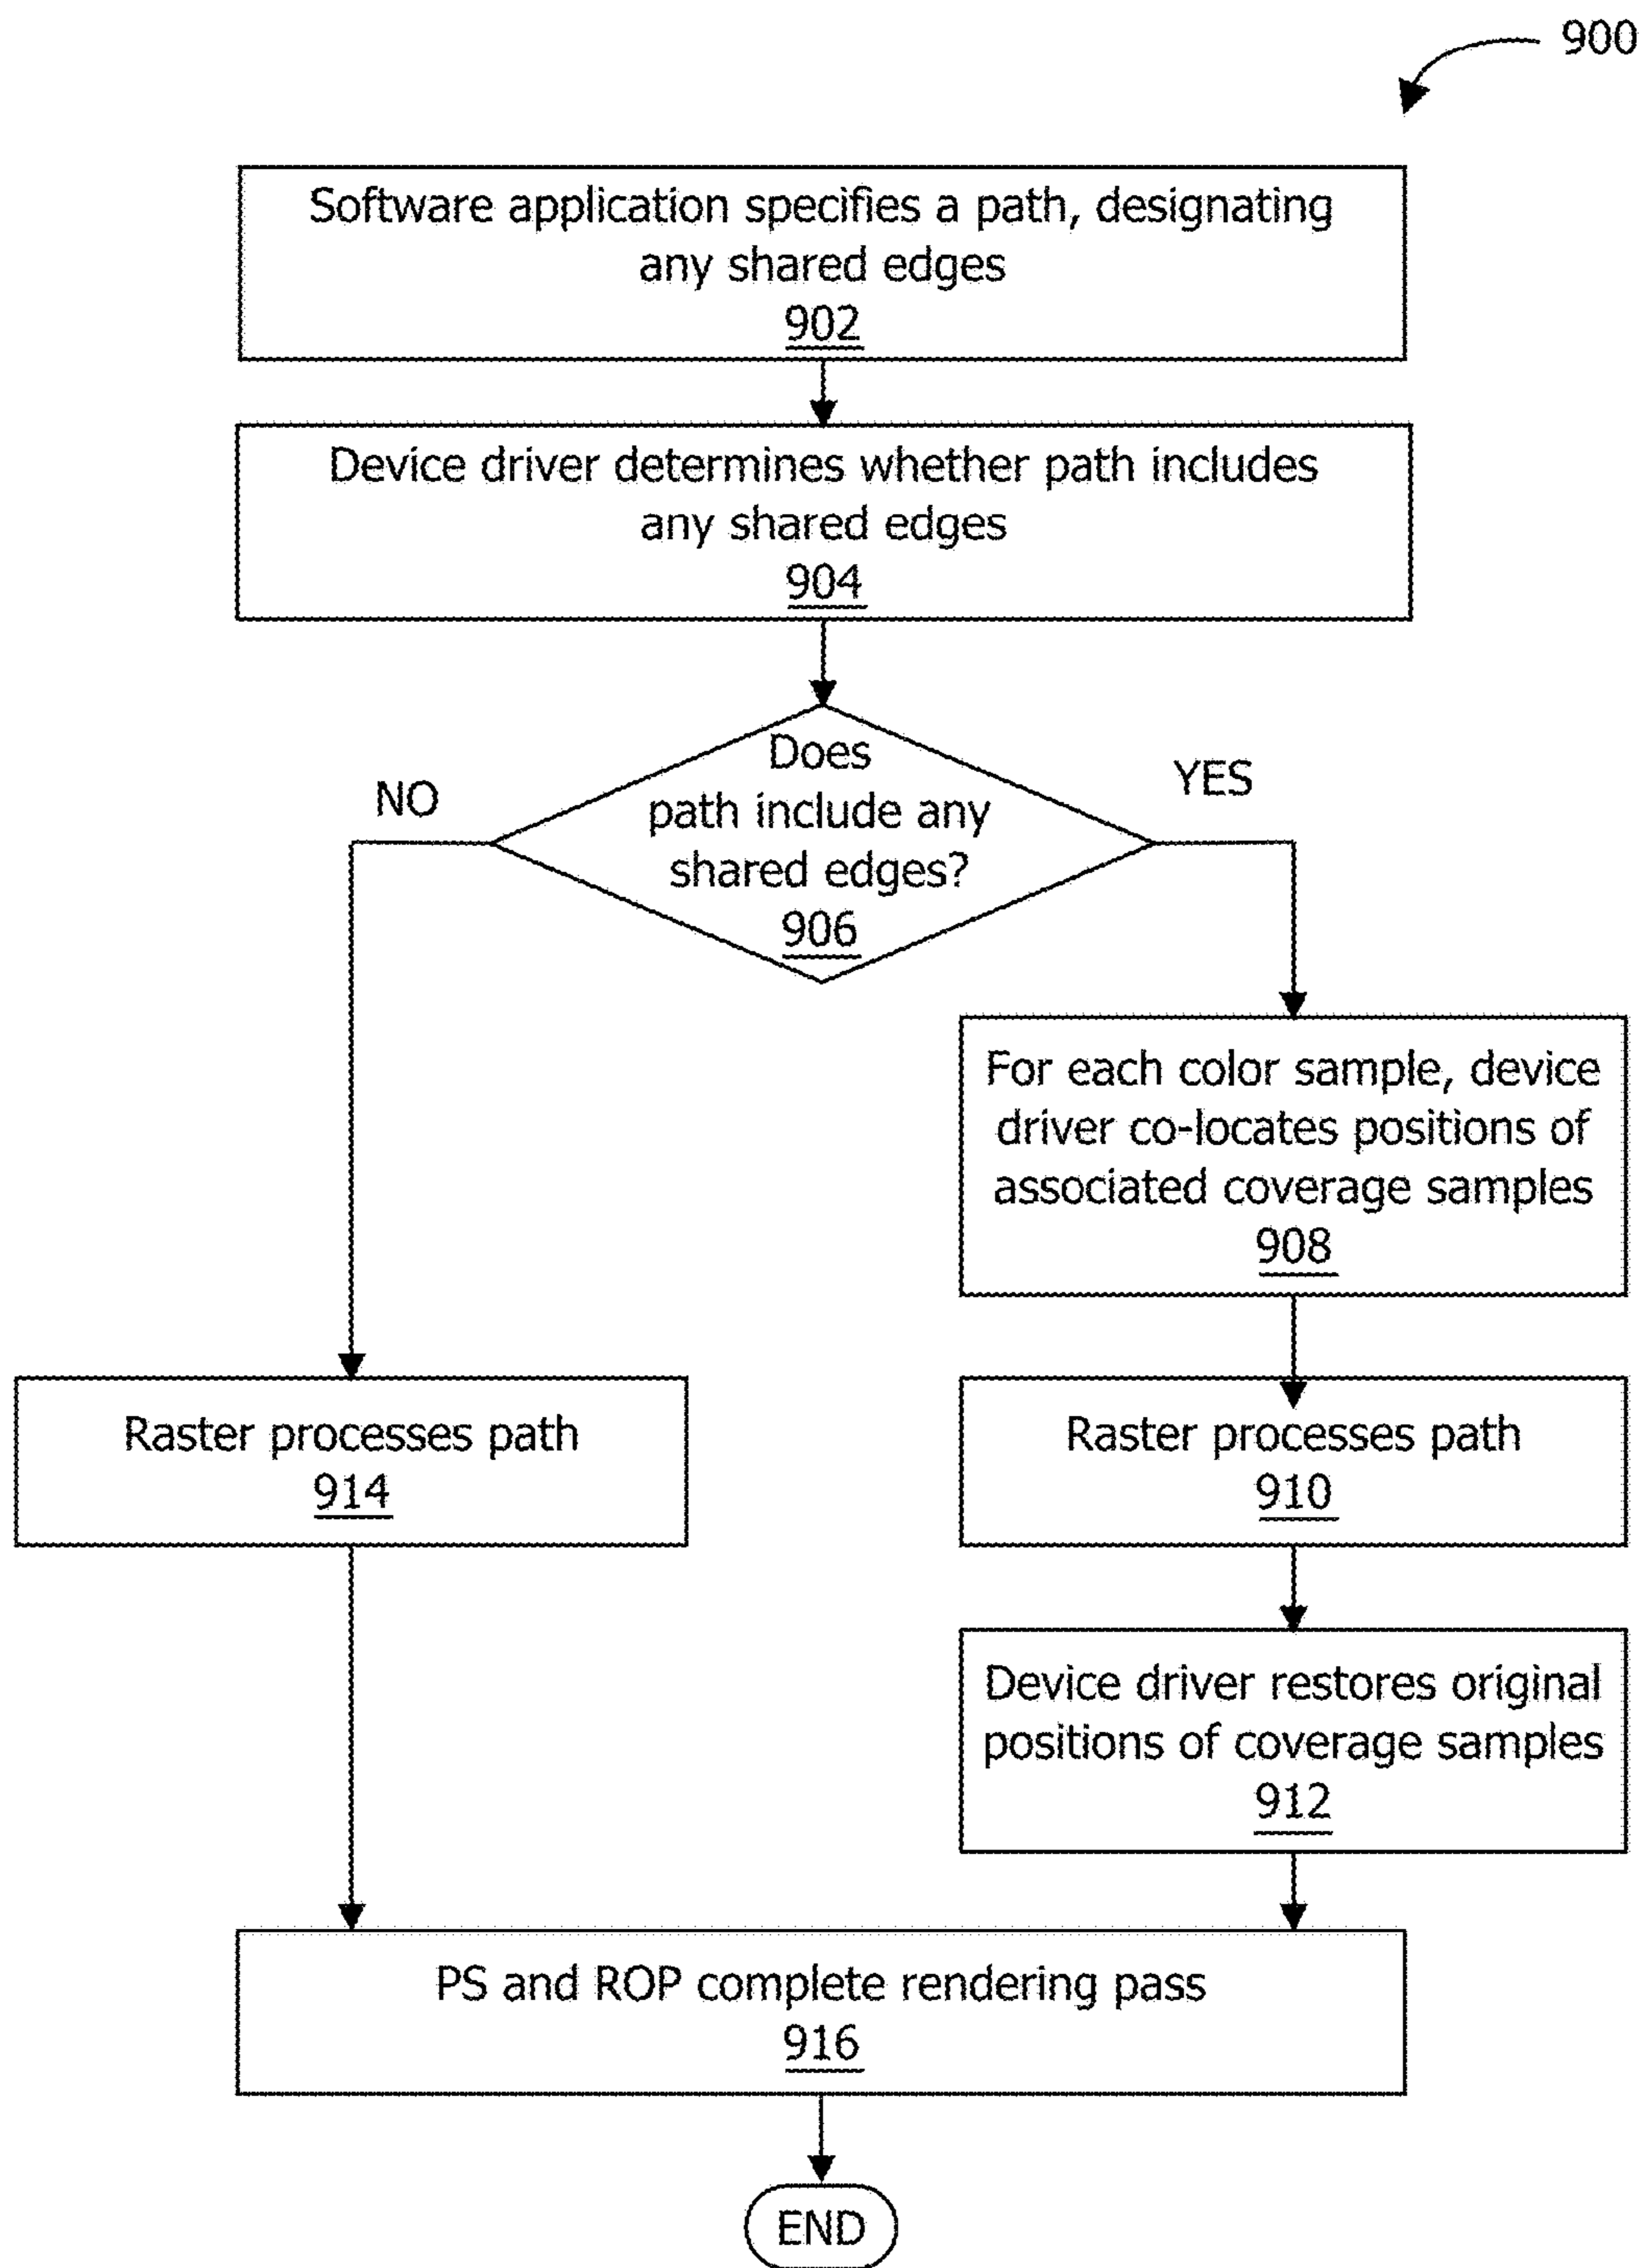 900
Software application specifies a path, designating
any shared edges
902
Device driver determines whether path includes
any shared edges
904
Does
path include any
shared edges?
906
NO
YES
For each color sample, device
driver co-locates positions of
associated coverage samples
908
Raster processes path
914
Raster processes path
910
Device driver restores original
positions of coverage samples
912
PS and ROP complete rendering pass
916
END